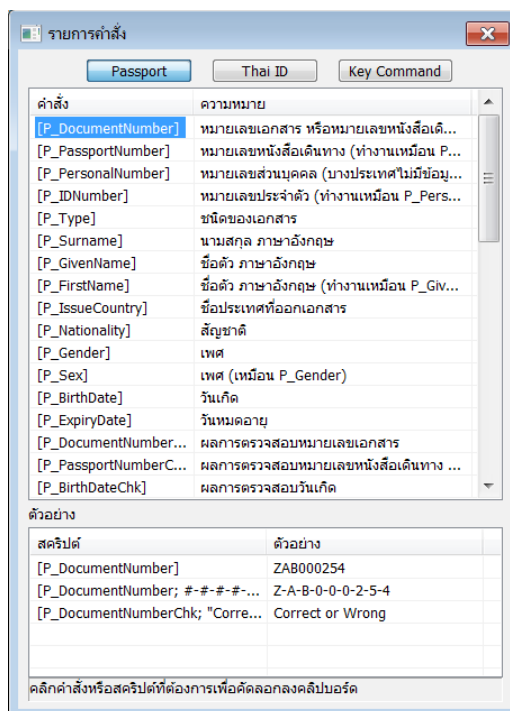 รายการคำสั่ง
Passport Thai ID Key Command
คำสั่ง ความหมาย
[P_DocumentNumber] หมายเลขเอกสาร หรือหมายเลขหนังสือเดิ...
[P_PassportNumber] หมายเลขหนังสือเดินทาง (ทำงานเหมือน P...
[P_PersonalNumber] หมายเลขส่วนบุคคล (บางประเทศไม่มีข้อมู...
[P_IDNumber] หมายเลขประจำตัว (ทำงานเหมือน P_Pers...
[P_Type] ชนิดของเอกสาร
[P_Surname] นามสกุล ภาษาอังกฤษ
[P_GivenName] ชื่อตัว ภาษาอังกฤษ
[P_FirstName] ชื่อตัว ภาษาอังกฤษ (ทำงานเหมือน P_Giv...
[P_IssueCountry] ชื่อประเทศที่ออกเอกสาร
[P_Nationality] สัญชาติ
[P_Gender] เพศ
[P_Sex] เพศ (เหมือน P_Gender)
[P_BirthDate] วันเกิด
[P_ExpiryDate] วันหมดอายุ
[P_DocumentNumber... ผลการตรวจสอบหมายเลขเอกสาร
[P_PassportNumberC... ผลการตรวจสอบหมายเลขหนังสือเดินทาง ...
[P_BirthDateChk] ผลการตรวจสอบวันเกิด
ตัวอย่าง
สคริปต์ ตัวอย่าง
[P_DocumentNumber] ZAB000254
[P_DocumentNumber; #-#-#-#-... Z-A-B-0-0-0-2-5-4
[P_DocumentNumberChk; "Corre... Correct or Wrong
คลิกคำสั่งหรือสคริปต์ที่ต้องการเพื่อคัดลอกลงคลิปบอร์ด